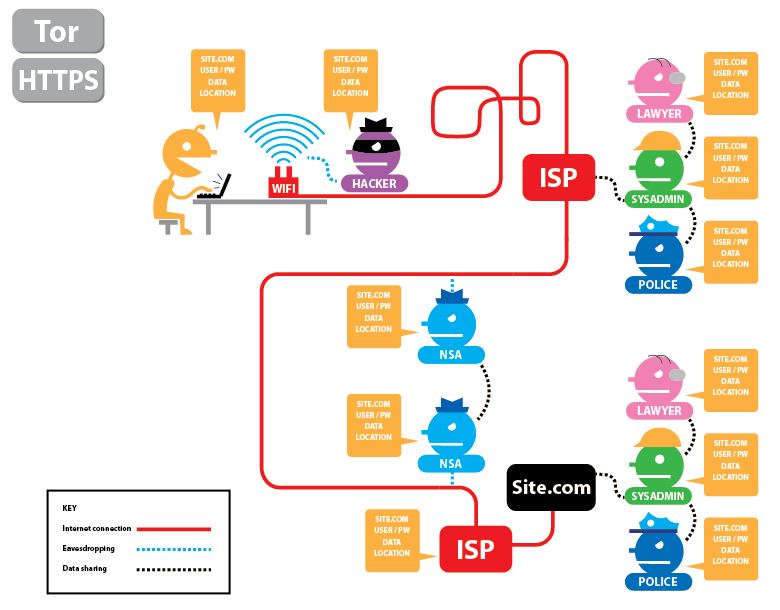 Tor
HTTPS
SITE.COM
USER / PW
DATA
LOCATION
SITE.COM
USER / PW
DATA
LOCATION
WIFI
HACKER
ISP
SITE.COM
USER / PW
DATA
LOCATION
LAWYER
SITE.COM
USER / PW
DATA
LOCATION
SYSADMIN
SITE.COM
USER / PW
DATA
LOCATION
POLICE
SITE.COM
USER / PW
DATA
LOCATION
NSA
SITE.COM
USER / PW
DATA
LOCATION
NSA
SITE.COM
USER / PW
DATA
LOCATION
LAWYER
SITE.COM
USER / PW
DATA
LOCATION
SYSADMIN
Site.com
SITE.COM
USER / PW
DATA
LOCATION
ISP
SITE.COM
USER / PW
DATA
LOCATION
POLICE
KEY
Internet connection
Eavesdropping
Data sharing